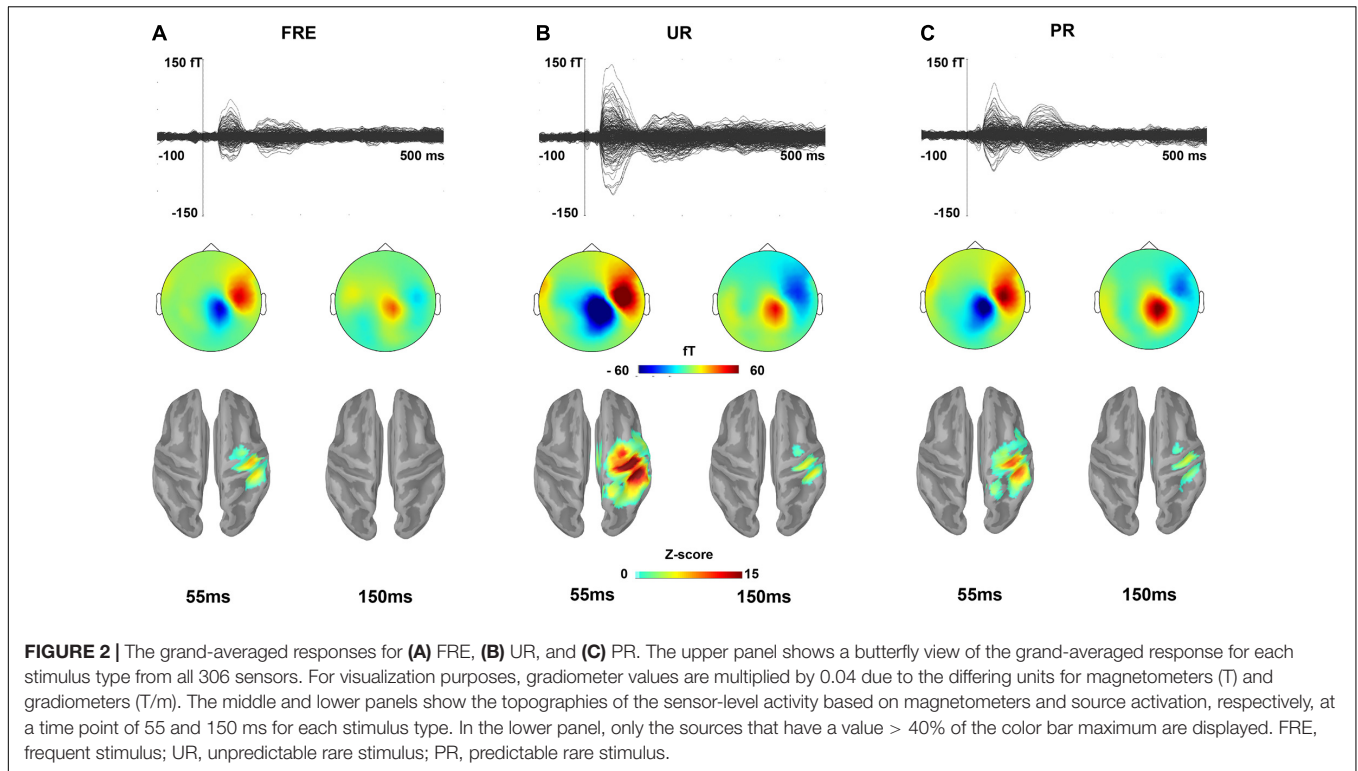 A FRE B UR C PR
150 fT 150 fT 150 fT
-100 500 ms -100 500 ms -100 500 ms
-150 -150 -150
fT
- 60 60
Z-score
0 15
55ms 150ms 55ms 150ms 55ms 150ms
FIGURE 2 | The grand-averaged responses for (A) FRE, (B) UR, and (C) PR. The upper panel shows a butterfly view of the grand-averaged response for each
stimulus type from all 306 sensors. For visualization purposes, gradiometer values are multiplied by 0.04 due to the differing units for magnetometers (T) and
gradiometers (T/m). The middle and lower panels show the topographies of the sensor-level activity based on magnetometers and source activation, respectively, at
a time point of 55 and 150 ms for each stimulus type. In the lower panel, only the sources that have a value > 40% of the color bar maximum are displayed. FRE,
frequent stimulus; UR, unpredictable rare stimulus; PR, predictable rare stimulus.